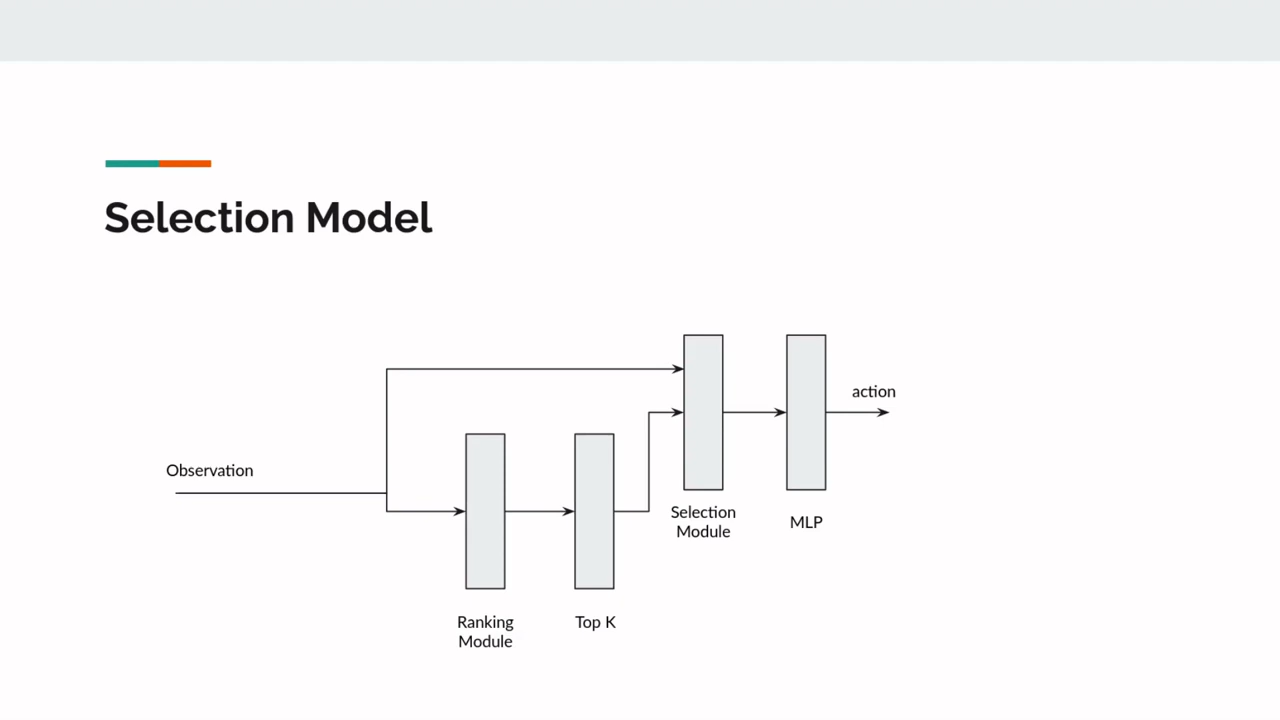 Selection Model
action
Observation
Selection
Module
MLP
Ranking
Module
Top K